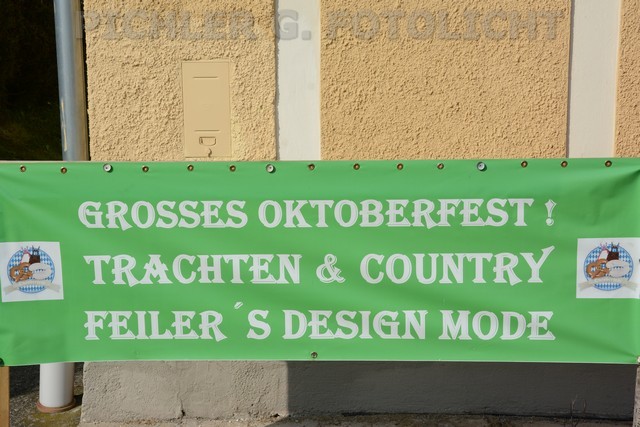 PICHLER G. FOTOLICHT
GROSSES OKTOBERFEST !
TRACHTEN & COUNTRY
FEILER´S DESIGN MODE